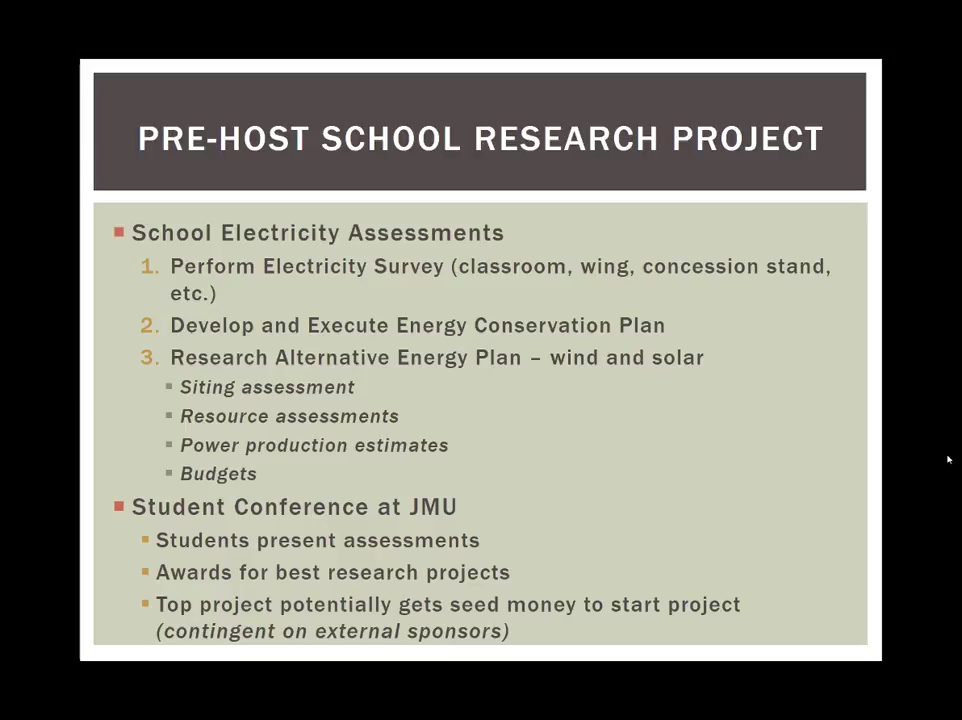 PRE-HOST SCHOOL RESEARCH PROJECT
School Electricity Assessments
1. Perform Electricity Survey (classroom, wing, concession stand,
etc.)
2. Develop and Execute Energy Conservation Plan
3. Research Alternative Energy Plan – wind and solar
Siting assessment
Resource assessments
Power production estimates
Budgets
Student Conference at JMU
Students present assessments
Awards for best research projects
Top project potentially gets seed money to start project
(contingent on external sponsors)